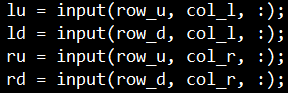 lu = input(row_u, col_l, :);
ld = input(row_d, col_l, :);
ru = input(row_u, col_r, :);
rd = input(row_d, col_r, :);